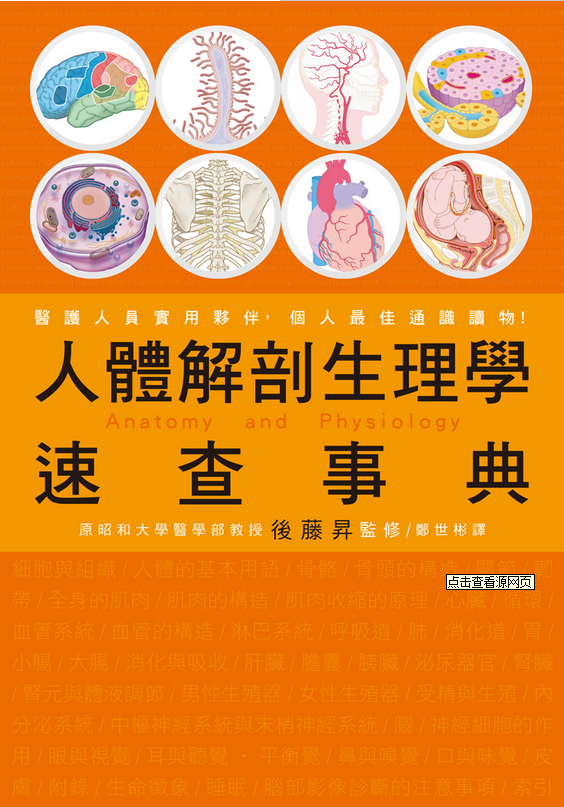 醫護人員實用夥伴，個人最佳通識讀物！
人體解剖生理學
Anatomy and Physiology
速查事典
原昭和大學醫學部教授 後藤昇 監修/鄭世彬譯
細胞與組織 / 人體的基本用語 / 骨骼 / 骨頭的構造
点击查看源网页
韌
帶 / 全身的肌肉 / 肌肉的構造 / 肌肉收縮的原理 / 心臟 / 循環 /
血管系統 / 血管的構造 / 淋巴系統 / 呼吸道 / 肺 / 消化道 / 胃 /
小腸 / 大腸 / 消化與吸收 / 肝臟 / 膽囊 / 胰臟 / 泌尿器官 / 腎臟
/ 腎元與體液調節 / 男性生殖器 / 女性生殖器 / 受精與生殖 / 內
分泌系統 / 中樞神經系統與末梢神經系統 / 腦 / 神經細胞的作
用 / 眼與視覺 / 耳與聽覺 ‧ 平衡覺 / 鼻與嗅覺 / 口與味覺 / 皮
膚 / 附錄 / 生命徵象 / 睡眠 / 腦部影像診斷的注意事項 / 索引